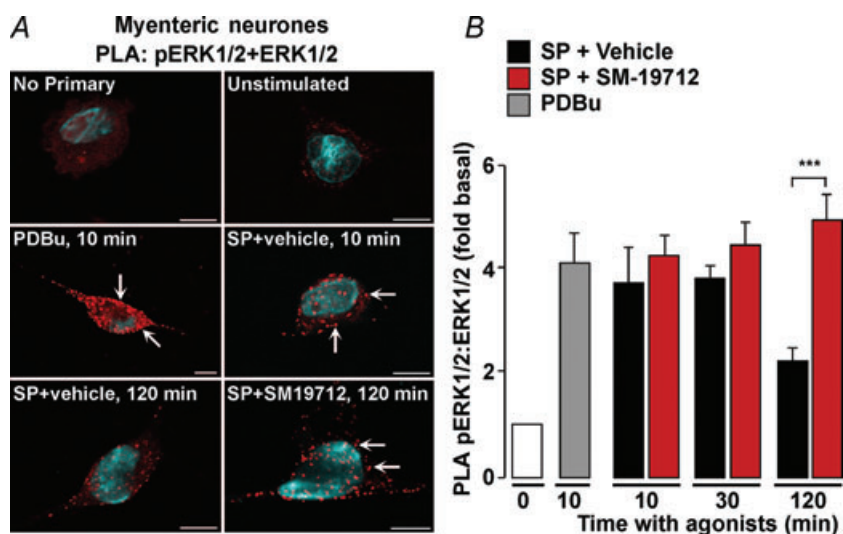 A
Myenteric neurones
PLA: pERK1/2+ERK1/2
No Primary
Unstimulated
PDBu, 10 min
SP+vehicle, 10 min
SP+vehicle, 120 min
SP+SM19712, 120 min
B
SP + Vehicle
SP + SM-19712
PDBu
PLA pERK1/2:ERK1/2 (fold basal)
6
4
2
0
***
0 10 10 30 120
Time with agonists (min)